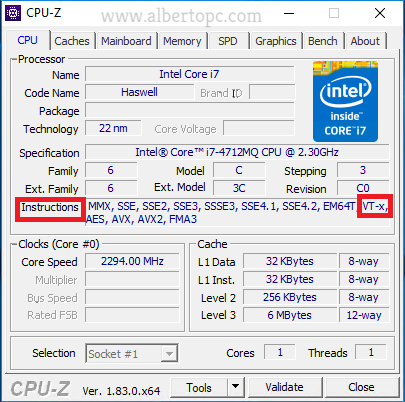 www.albertopc.com
CPU-Z
CPU Caches Mainboard Memory SPD Graphics Bench About
Processor
Name Intel Core i7
Code Name Haswell Brand ID
Package
Technology 22 nm Core Voltage
intel
inside™
CORE™ i7
Specification Intel® Core™ i7-4712MQ CPU @ 2.30GHz
Family 6 Model C Stepping 3
Ext. Family 6 Ext. Model 3C Revision C0
Instructions MMX, SSE, SSE2, SSE3, SSSE3, SSE4.1, SSE4.2, EM64T, VT-x,
AES, AVX, AVX2, FMA3
Clocks (Core #0)
Core Speed 2294.00 MHz
Multiplier
Bus Speed
Rated FSB
Cache
L1 Data 32 KBytes 8-way
L1 Inst. 32 KBytes 8-way
Level 2 256 KBytes 8-way
Level 3 6 MBytes 12-way
Selection Socket #1 Cores 1 Threads 1
CPU-Z Ver. 1.83.0.x64 Tools Validate Close